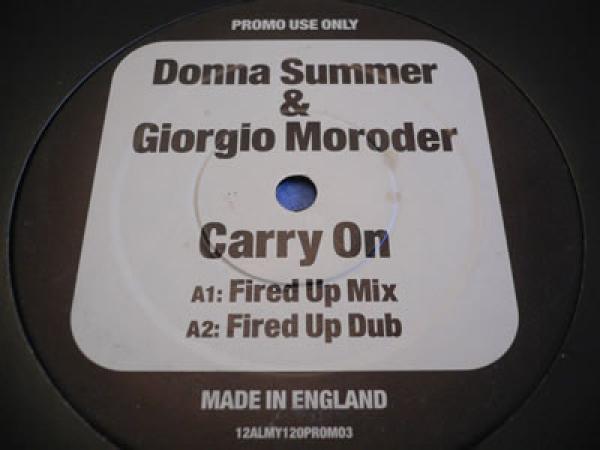 PROMO USE ONLY
Donna Summer
&
Giorgio Moroder
Carry On
A1: Fired Up Mix
A2: Fired Up Dub
MADE IN ENGLAND
12ALMY120PROMO3